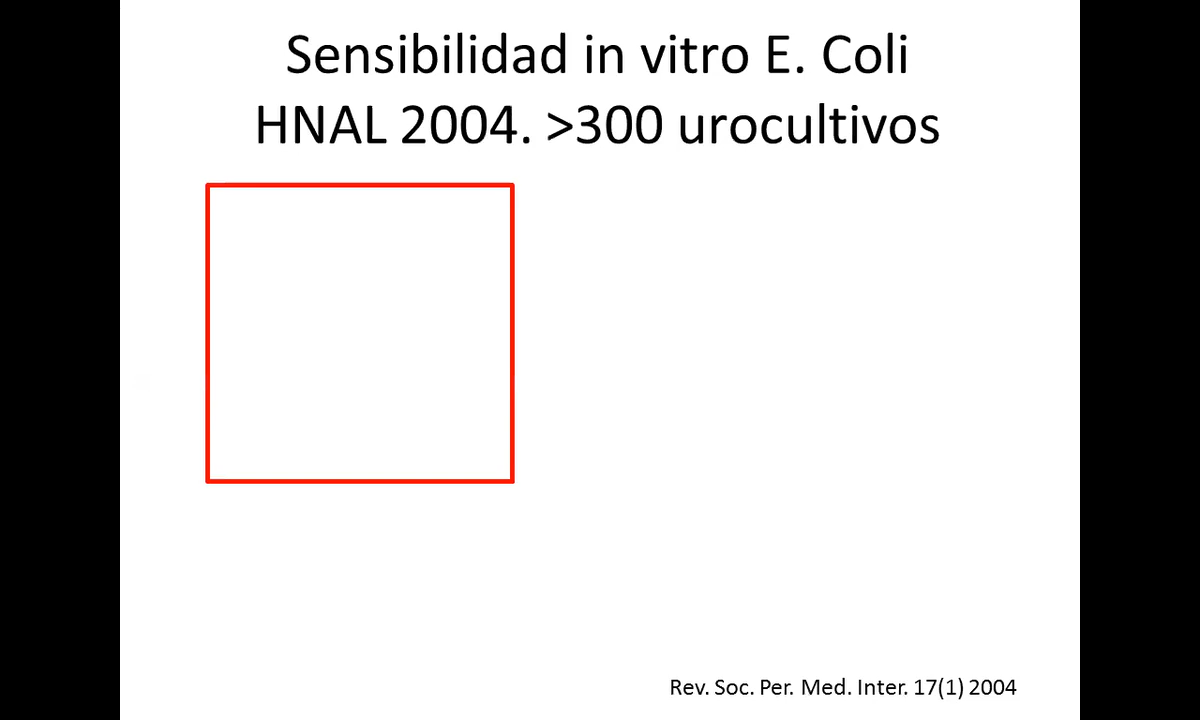 Sensibilidad in vitro E. Coli
HNAL 2004. >300 urocultivos
Rev. Soc. Per. Med. Inter. 17(1) 2004